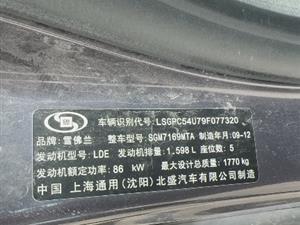 车辆识别代号: LSGPC54U79F077320
品牌: 雪佛兰 整车型号: SGM7169MTA 制造年月: 09-12
发动机型号: LDE 发动机排量: 1.598 L 座位数: 5
发动机额定功率: 86 kW 最大设计总质量: 1770 kg
中国 上海通用(沈阳)北盛汽车有限公司制造